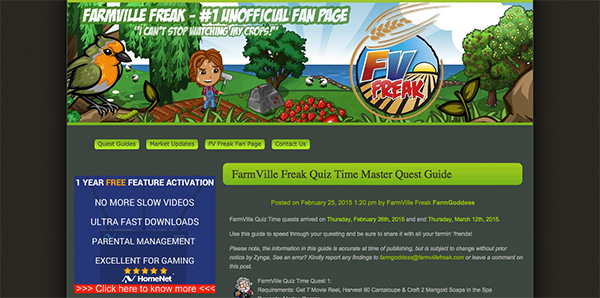 FARMVILLE FREAK - #1 UNOFFICIAL FAN PAGE
"I CAN'T STOP WATCHING MY CROPS!"
FV
FREAK
Quest Guides
Market Updates
FV Freak Fan Page
Contact Us
1 YEAR FREE FEATURE ACTIVATION
NO MORE SLOW VIDEOS
ULTRA FAST DOWNLOADS
PARENTAL MANAGEMENT
EXCELLENT FOR GAMING
HomeNet
>>> Click here to know more <<<
FarmVille Freak Quiz Time Master Quest Guide
Posted on February 25, 2015 1:20 pm by FarmVille Freak FarmGoddess
FarmVille Quiz Time quests arrived on Thursday, February 26th, 2015 and end Thursday, March 12th, 2015.
Use this guide to speed through your questing and be sure to share it with all your farmin' friends!
Please note, the information in this guide is accurate at time of publishing, but is subject to change without prior
notice by Zynga. See an error? Kindly report any findings to farmgoddess@farmvillefreak.com or leave a comment on
this post.
FarmVille Quiz Time Quest 1:
Requirements: Get 7 Movie Reel, Harvest 60 Cantaloupe & Craft 2 Marigold Soaps in the Spa